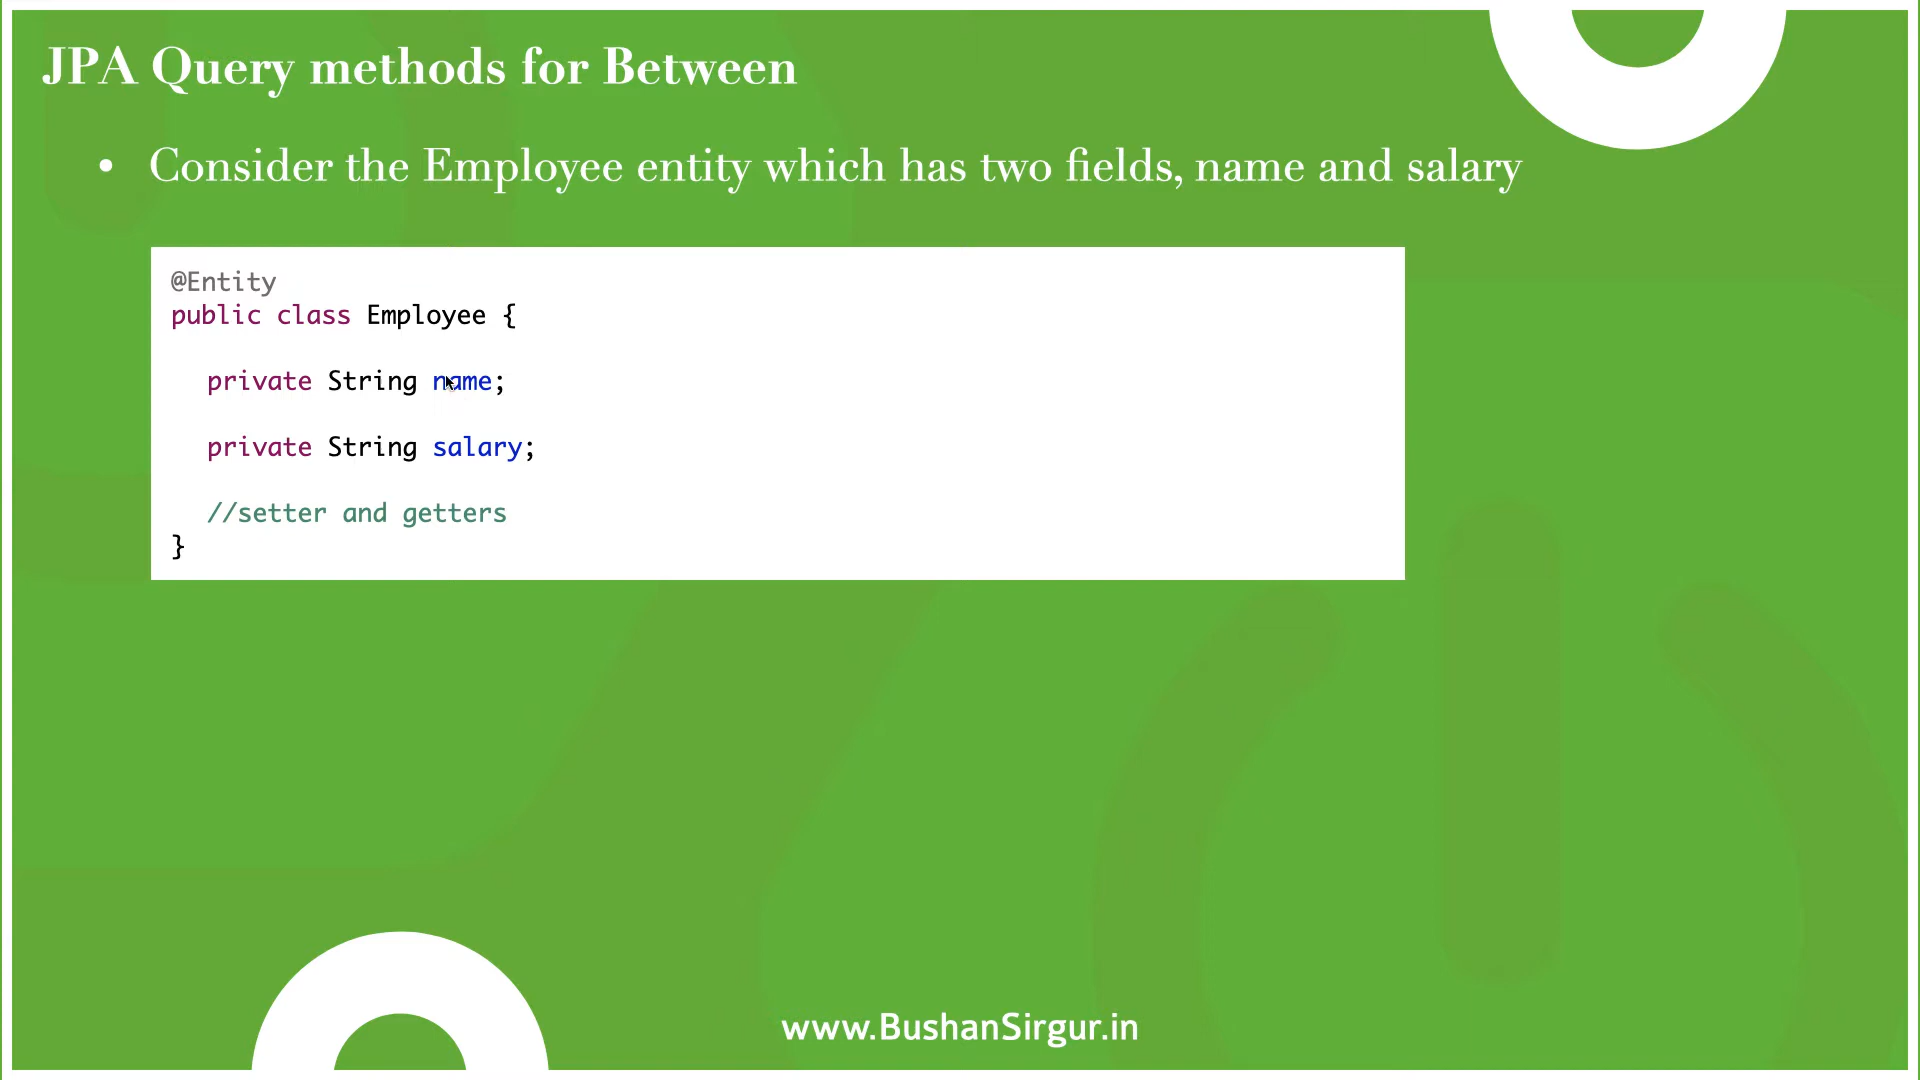 JPA Query methods for Between
• Consider the Employee entity which has two fields, name and salary
@Entity
public class Employee {
private String name;
private String salary;
//setter and getters
}
www.BushanSirgur.in